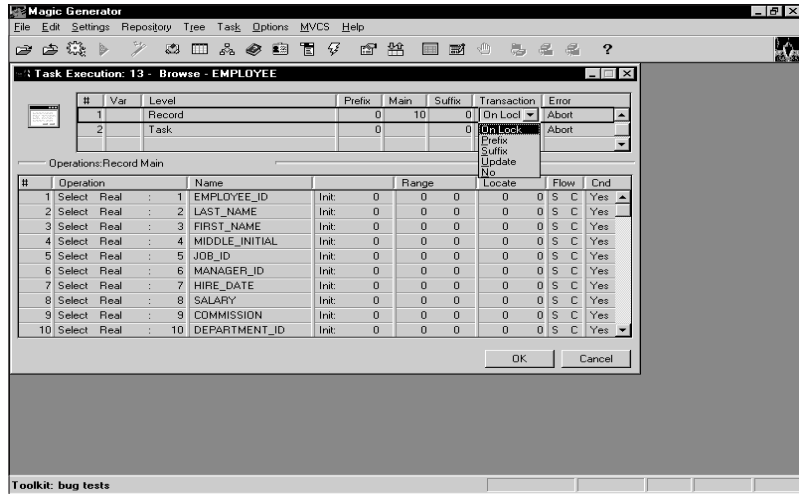 Magic Generator
File Edit Settings Repository Tree Task Options MVCS Help
?
Task Execution: 13 - Browse - EMPLOYEE
# Var Level Prefix Main Suffix Transaction Error
1 Record 0 10 0 On Lock Abort
2 Task 0 0 On Lock Abort
Prefix
Suffix
Update
No
Operations:Record Main
# Operation Name Range Locate Flow Cnd
1 Select Real : 1 EMPLOYEE_ID Init: 0 0 0 0 0 S C Yes
2 Select Real : 2 LAST_NAME Init: 0 0 0 0 0 S C Yes
3 Select Real : 3 FIRST_NAME Init: 0 0 0 0 0 S C Yes
4 Select Real : 4 MIDDLE_INITIAL Init: 0 0 0 0 0 S C Yes
5 Select Real : 5 JOB_ID Init: 0 0 0 0 0 S C Yes
6 Select Real : 6 MANAGER_ID Init: 0 0 0 0 0 S C Yes
7 Select Real : 7 HIRE_DATE Init: 0 0 0 0 0 S C Yes
8 Select Real : 8 SALARY Init: 0 0 0 0 0 S C Yes
9 Select Real : 9 COMMISSION Init: 0 0 0 0 0 S C Yes
10 Select Real : 10 DEPARTMENT_ID Init: 0 0 0 0 0 S C Yes
OK Cancel
Toolkit: bug tests